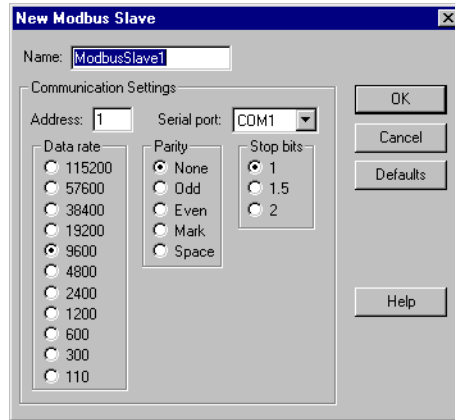 New Modbus Slave
Name: ModbusSlave1
Communication Settings
Address: 1 Serial port: COM1
Data rate
115200
57600
38400
19200
9600
4800
2400
1200
600
300
110
Parity
None
Odd
Even
Mark
Space
Stop bits
1
1.5
2
OK
Cancel
Defaults
Help